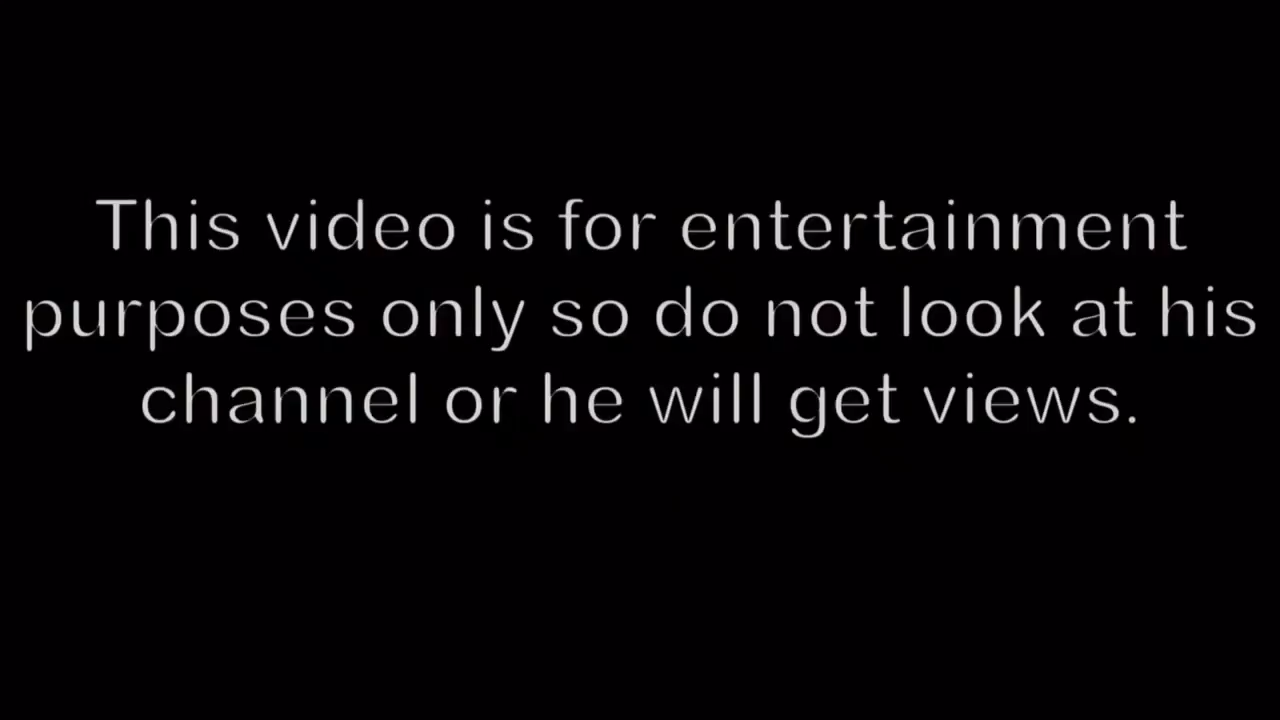 This video is for entertainment
purposes only so do not look at his
channel or he will get views.